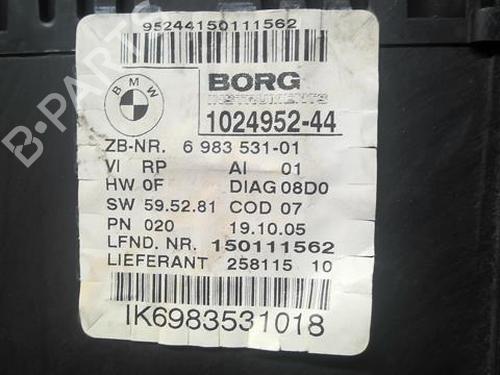 95244150111562
BMW
BORG
INSTRUMENTS
1024952-44
ZB-NR. 6 983 531-01
VI RP AI 01
HW 0F DIAG 08D0
SW 59.52.81 COD 07
PN 020 19.10.05
LFND. NR. 150111562
LIEFERANT 258115 10
IK6983531018
B-PARTS